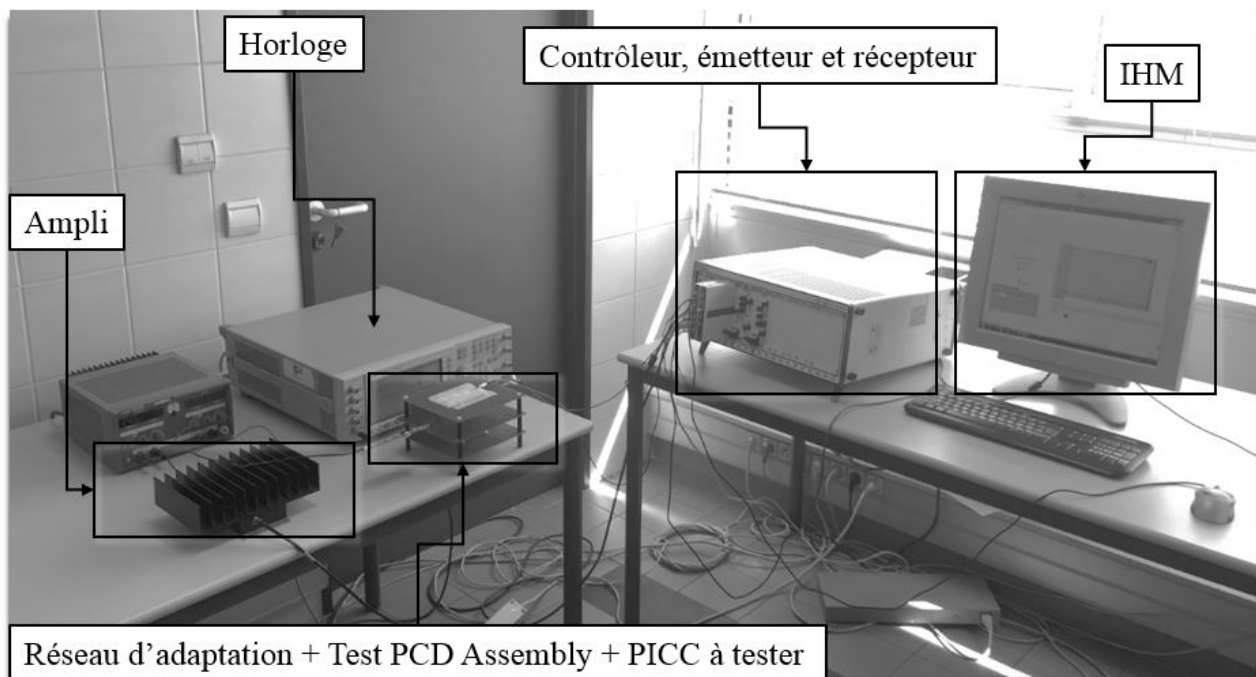 Horloge
Contrôleur, émetteur et récepteur
IHM
Ampli
Réseau d’adaptation + Test PCD Assembly + PICC à tester